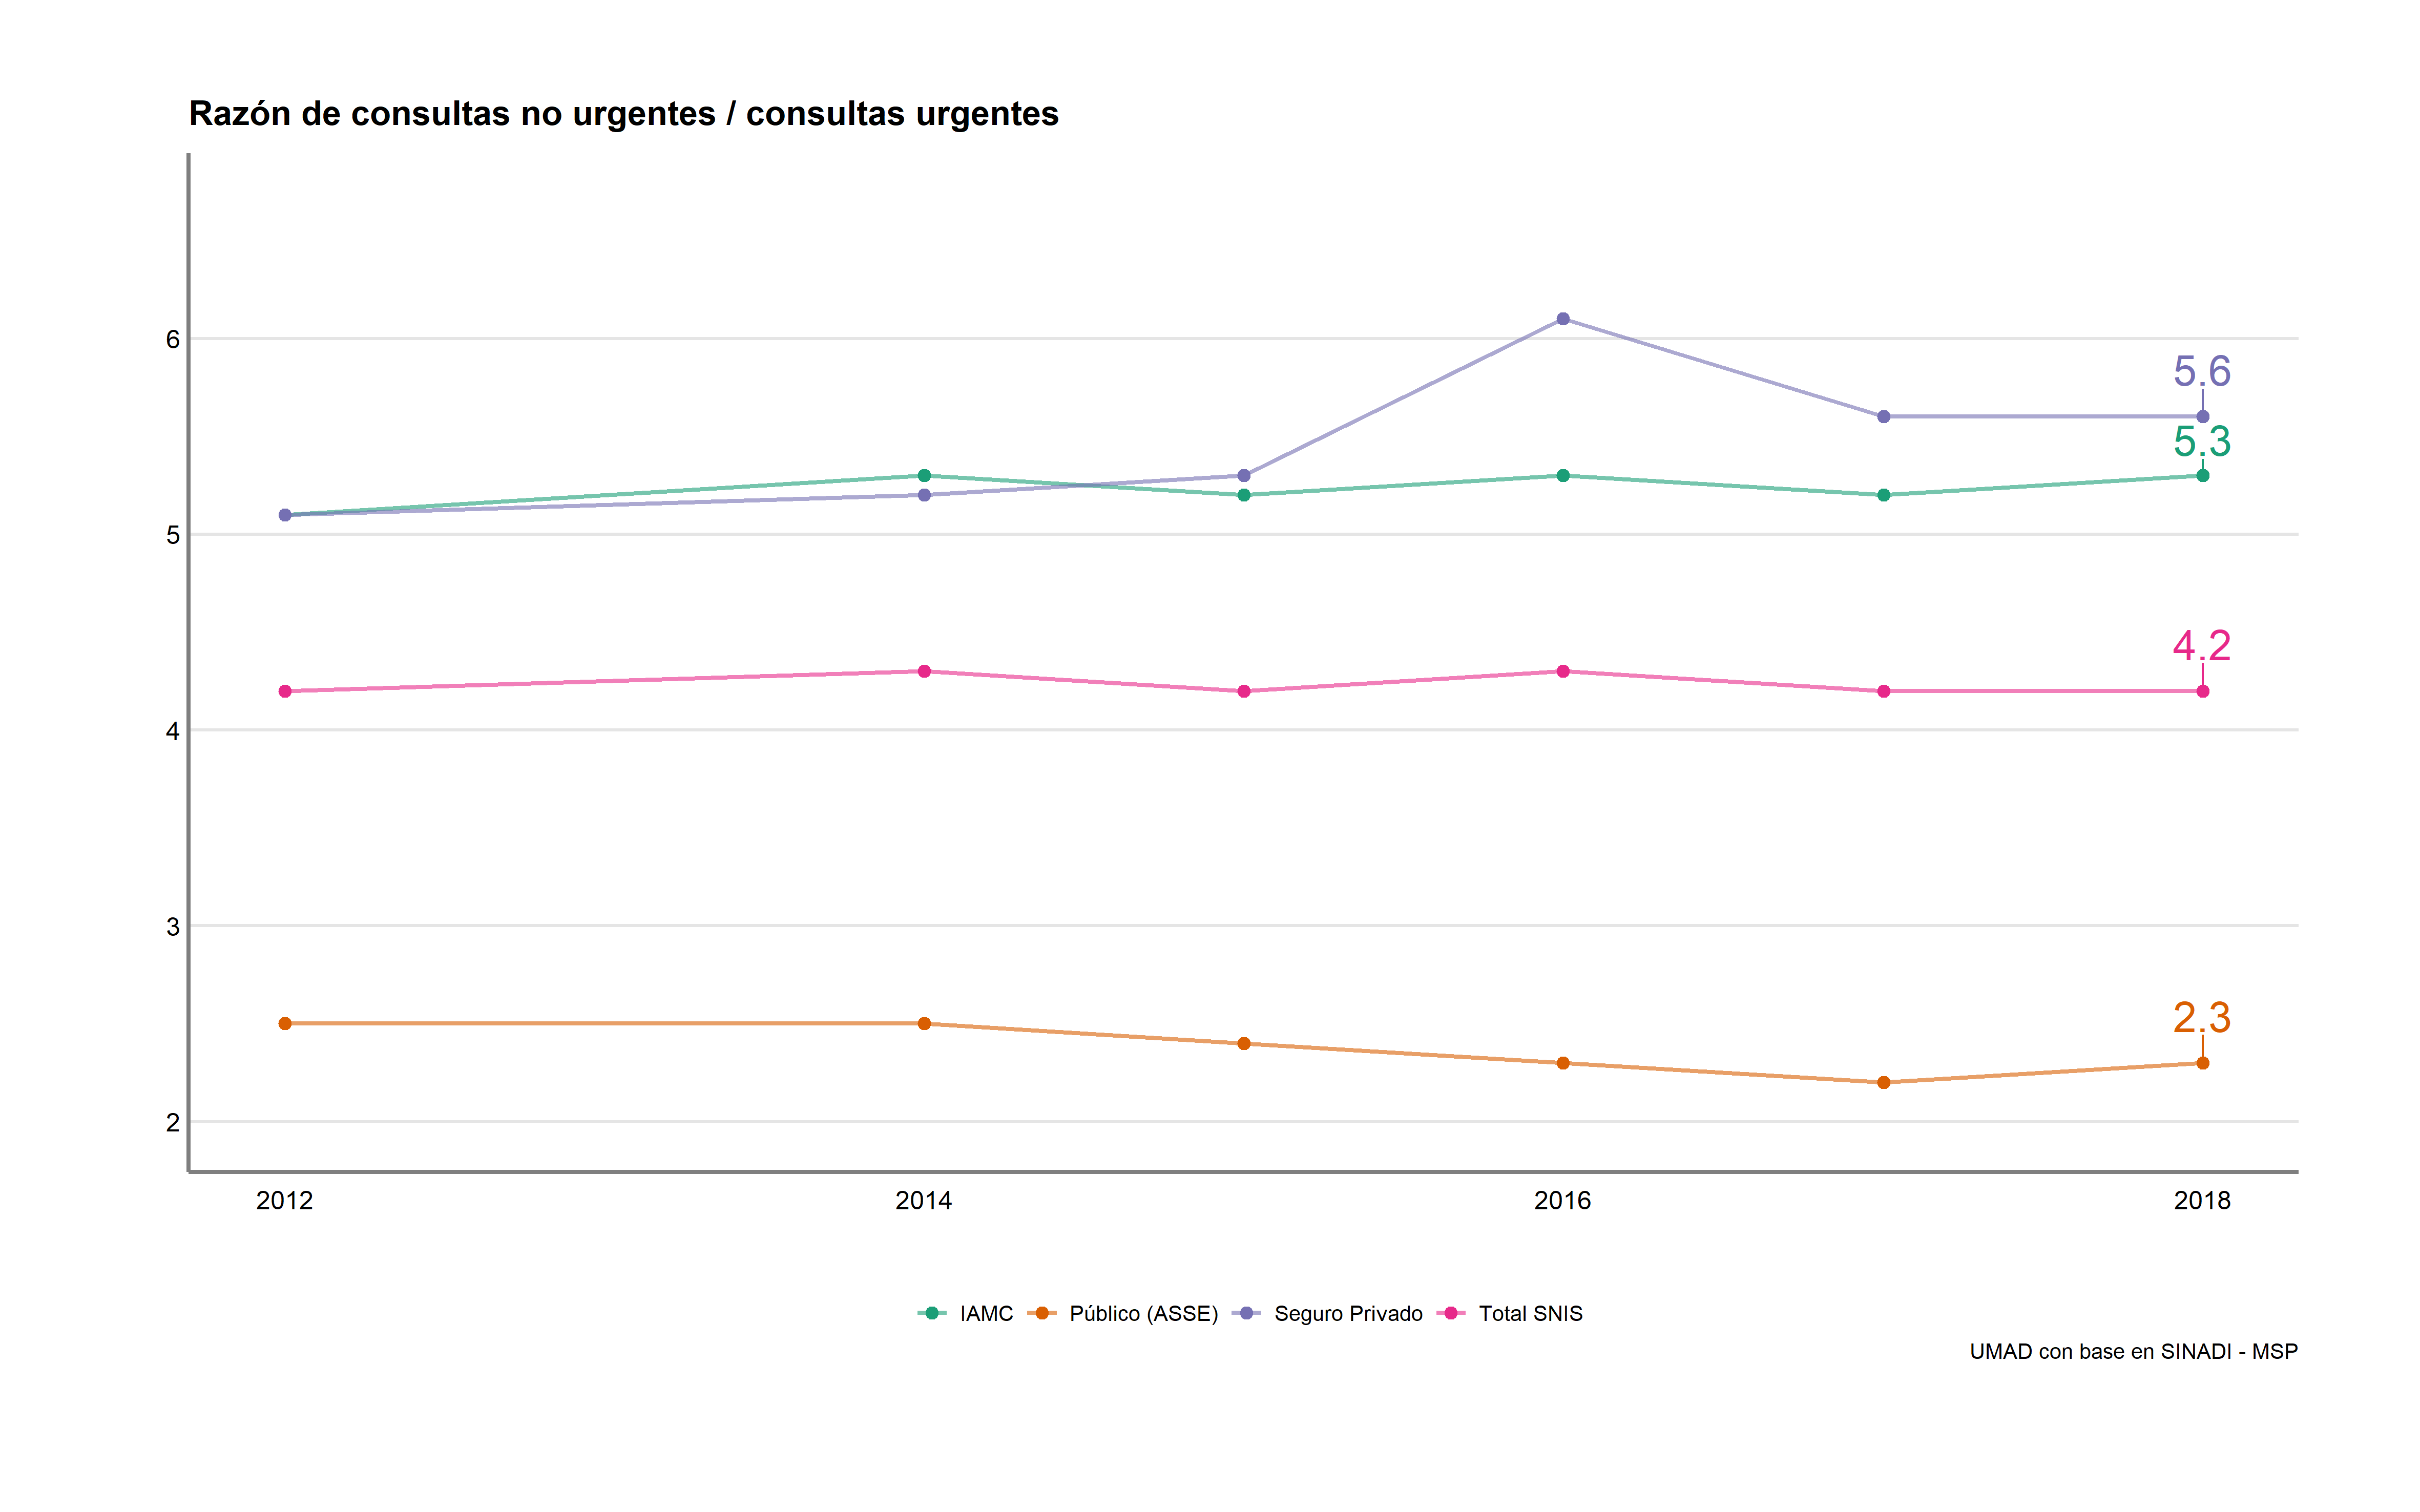 Razón de consultas no urgentes / consultas urgentes
6
5.6
5.3
5
4.2
4
3
2.3
2
2012 2014 2016 2018
IAMC Público (ASSE) Seguro Privado Total SNIS
UMAD con base en SINADI - MSP